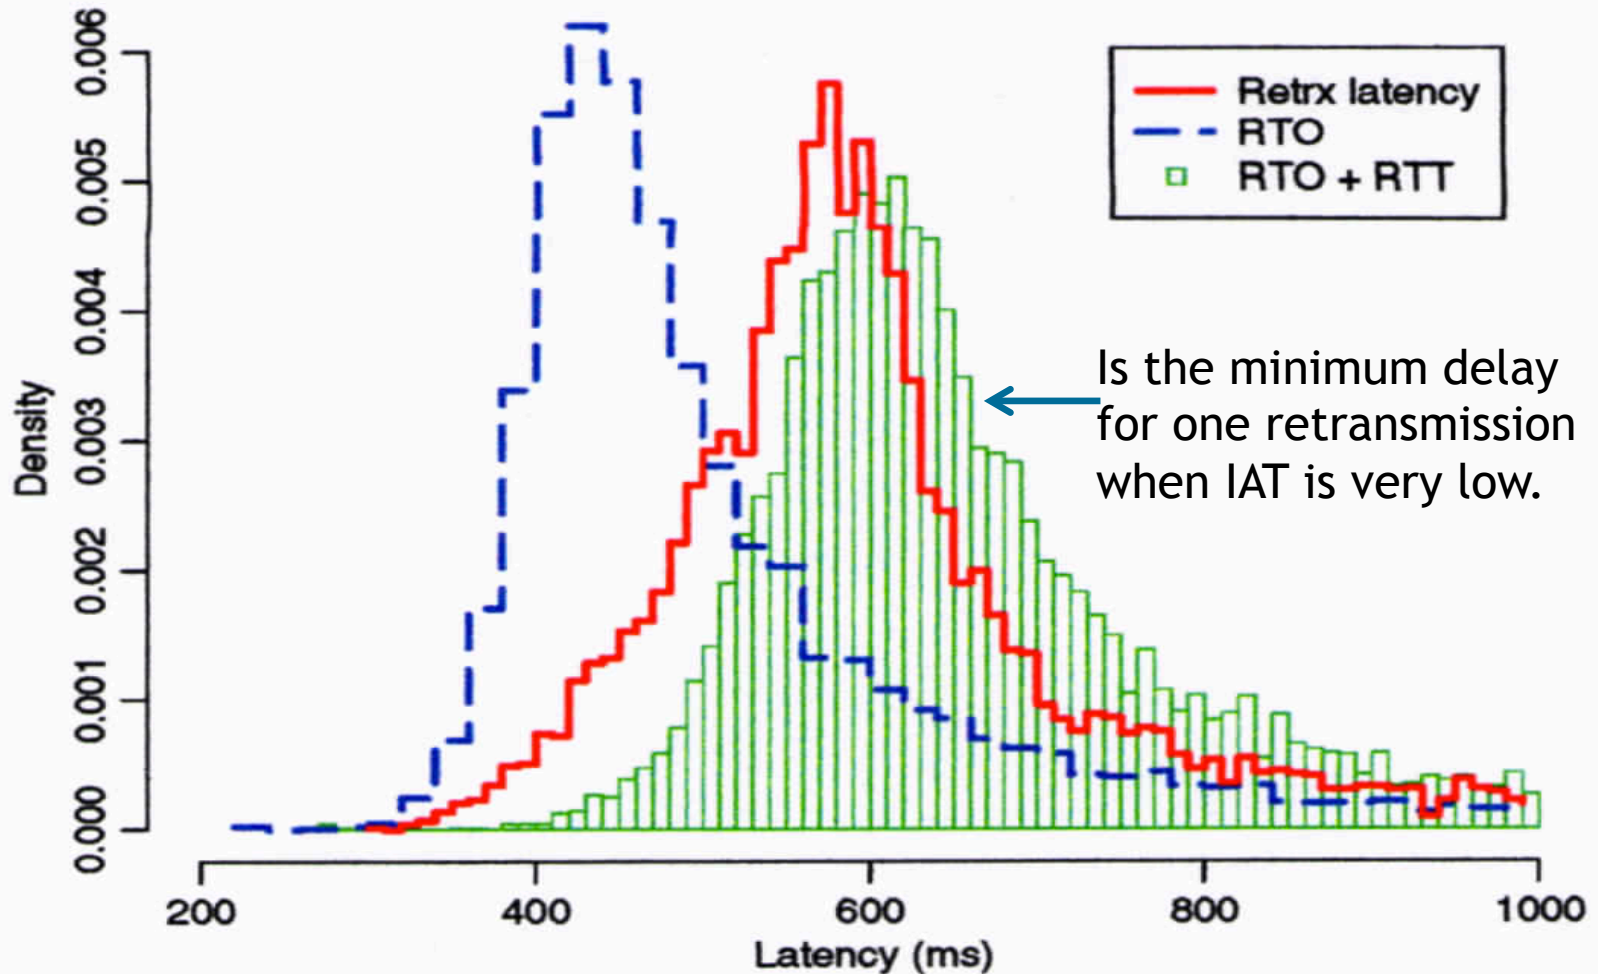 0.006
0.005
0.004
0.003
0.002
0.001
0.000
Density
Retrx latency
RTO
RTO + RTT
Is the minimum delay
for one retransmission
when IAT is very low.
200
400
600
800
1000
Latency (ms)